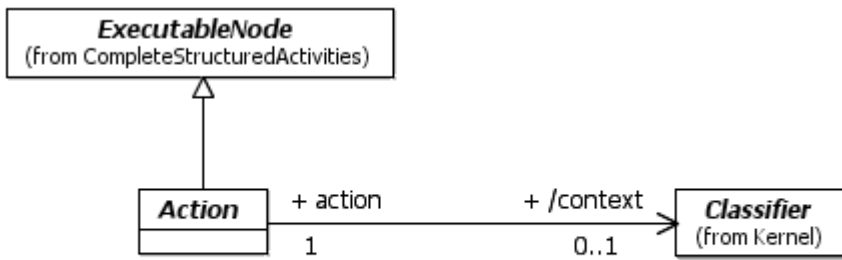 ExecutableNode
(from CompleteStructuredActivities)
Action
+ action
1
+ /context
0..1
Classifier
(from Kernel)